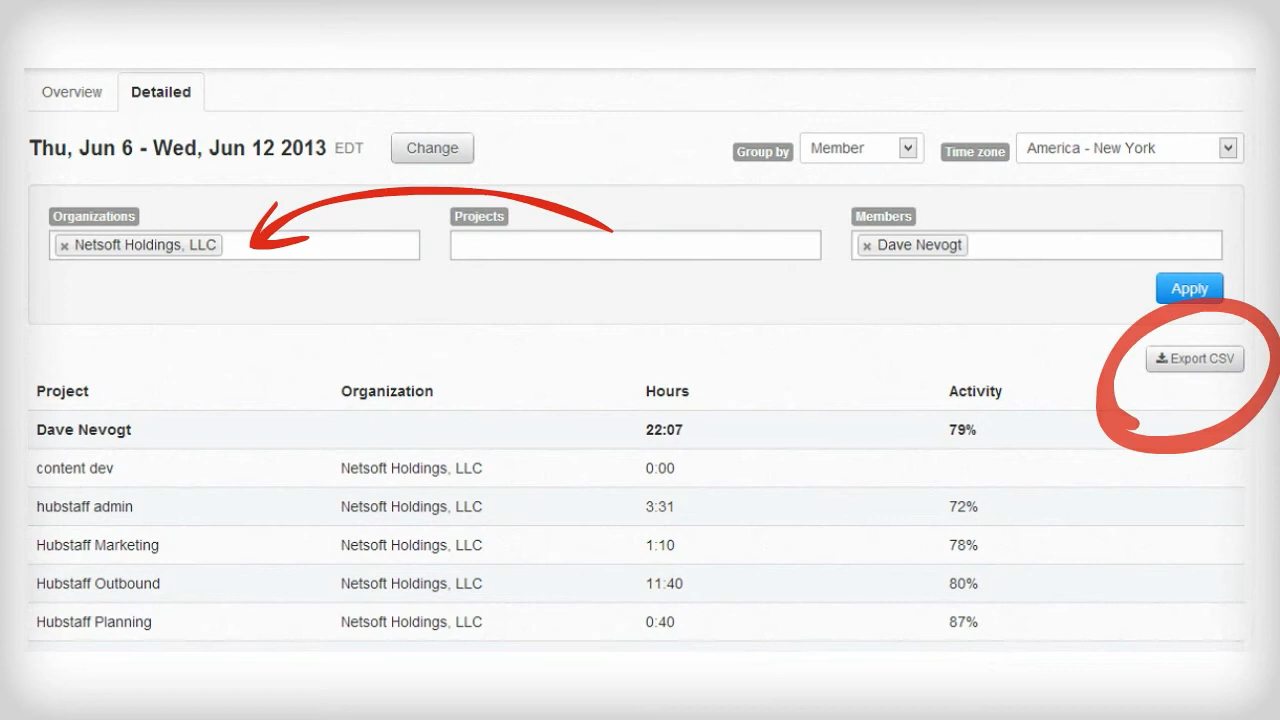 Overview Detailed
Thu, Jun 6 - Wed, Jun 12 2013 EDT Change Group by Member Time zone America - New York
Organizations Projects Members
× Netsoft Holdings, LLC × Dave Nevogt
Apply
Export CSV
Project Organization Hours Activity
Dave Nevogt 22:07 79%
content dev Netsoft Holdings, LLC 0:00
hubstaff admin Netsoft Holdings, LLC 3:31 72%
Hubstaff Marketing Netsoft Holdings, LLC 1:10 78%
Hubstaff Outbound Netsoft Holdings, LLC 11:40 80%
Hubstaff Planning Netsoft Holdings, LLC 0:40 87%